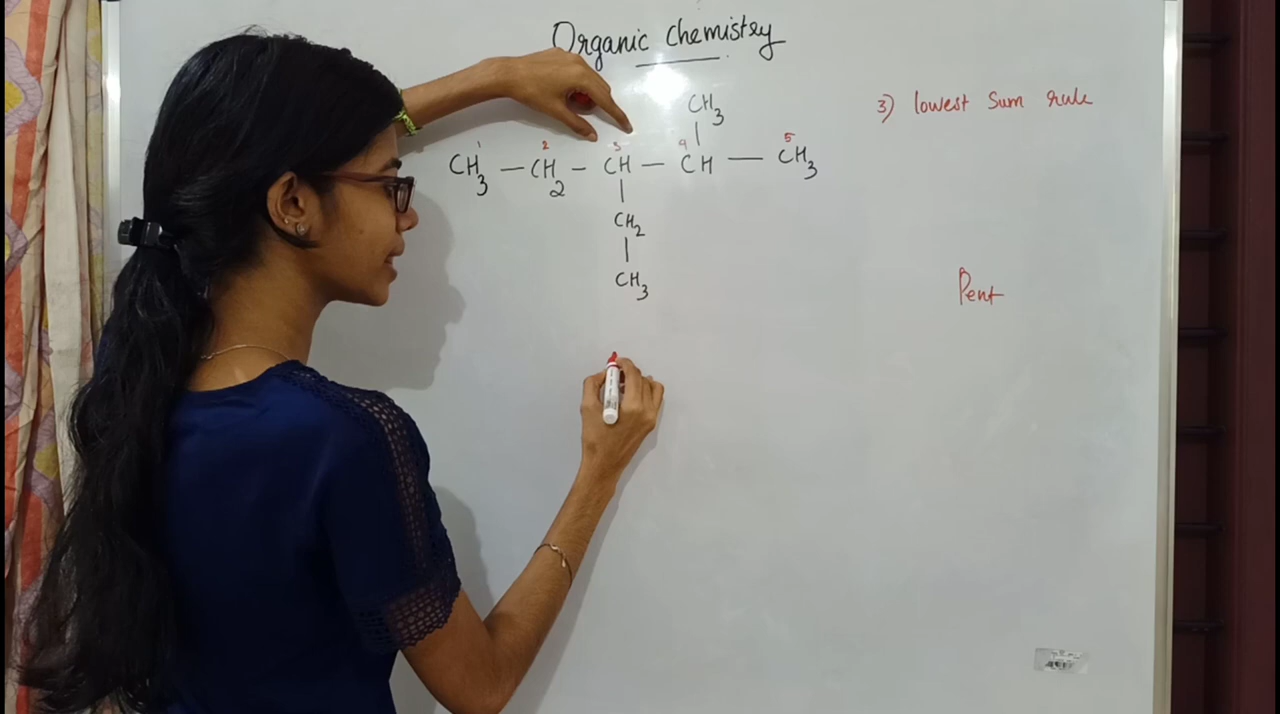 Organic Chemistry
3) lowest Sum rule
CH3
|
1 2 3 4 5
CH3 — CH2 — CH — CH — CH3
|
CH2
|
CH3
Pent